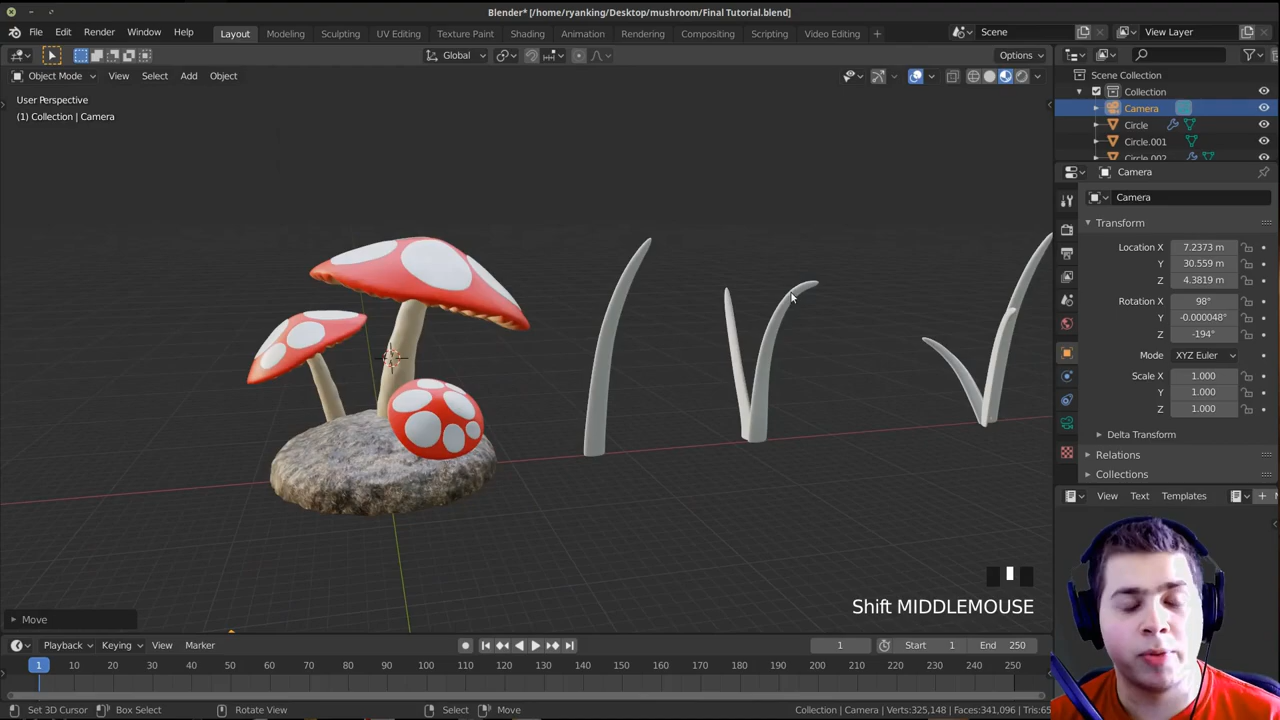 Blender* [/home/ryanking/Desktop/mushroom/Final Tutorial.blend]
File Edit Render Window Help Layout Modeling Sculpting UV Editing Texture Paint Shading Animation Rendering Compositing Scripting Video Editing + Scene View Layer
Global Options
Object Mode View Select Add Object
User Perspective
(1) Collection | Camera
Scene Collection
Collection
Camera
Circle
Circle.001
Circle.002
Camera
Camera
Transform
Location X 7.2373 m
Y 30.559 m
Z 4.3819 m
Rotation X 98°
Y -0.000048°
Z -194°
Mode XYZ Euler
Scale X 1.000
Y 1.000
Z 1.000
Delta Transform
Relations
Collections
View Text Templates
Shift MIDDLEMOUSE
Move
Playback Keying View Marker 1 Start 1 End 250
1 10 20 30 40 50 60 70 80 90 100 110 120 130 140 150 160 170 180 190 200 210 220 230 240 250
Set 3D Cursor Box Select Rotate View Select Move Collection | Camera | Verts:325,148 | Faces:341,096 | Tris:65